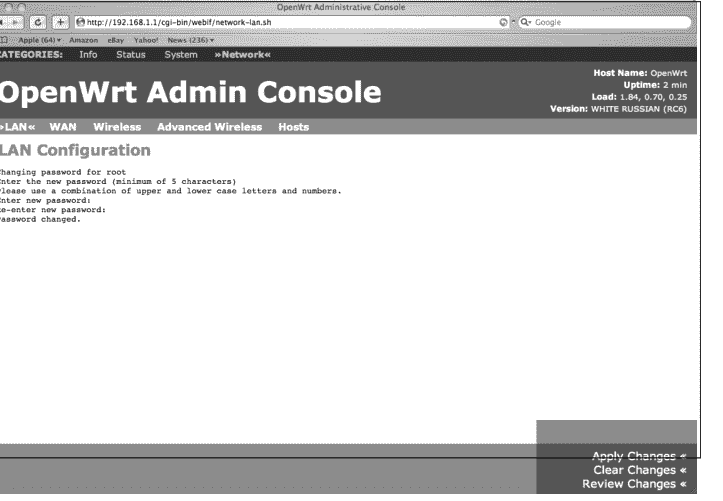 OpenWrt Administrative Console
http://192.168.1.1/cgi-bin/webif/network-lan.sh
Google
Apple (64) Amazon eBay Yahoo! News (236)
CATEGORIES: Info Status System »Network«
Host Name: OpenWrt
Uptime: 2 min
Load: 1.84, 0.70, 0.25
Version: WHITE RUSSIAN (RC6)
OpenWrt Admin Console
»LAN« WAN Wireless Advanced Wireless Hosts
LAN Configuration
Changing password for root
Enter the new password (minimum of 5 characters)
Please use a combination of upper and lower case letters and numbers.
Enter new password:
Re-enter new password:
Password changed.
Apply Changes «
Clear Changes «
Review Changes «